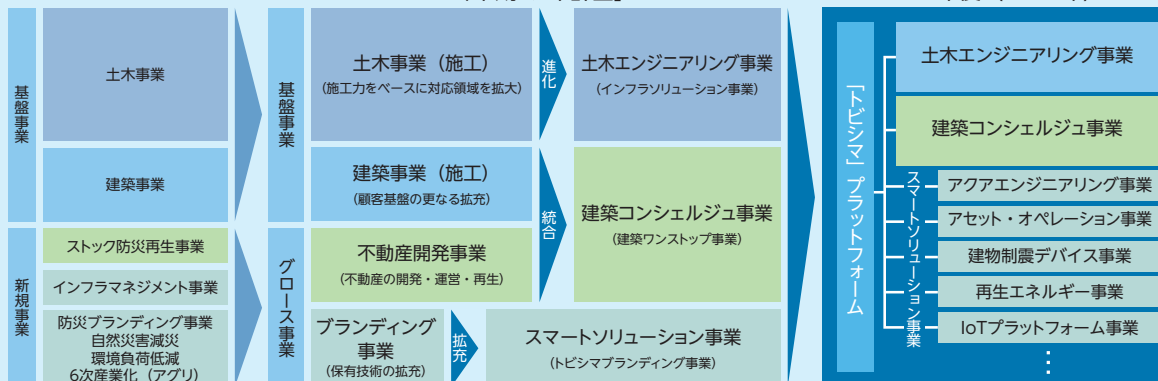 基盤事業
土木事業
建築事業
新規事業
ストック防災再生事業
インフラマネジメント事業
防災ブランディング事業
自然災害減災
環境負荷低減
6次産業化（アグリ）
基盤事業
土木事業（施工）
（施工力をベースに対応領域を拡大）
進化
土木エンジニアリング事業
（インフラソリューション事業）
建築事業（施工）
（顧客基盤の更なる拡充）
統合
建築コンシェルジュ事業
（建築ワンストップ事業）
グロース事業
不動産開発事業
（不動産の開発・運営・再生）
ブランディング
事業
（保有技術の拡充）
拡充
スマートソリューション事業
（トビシマブランディング事業）
「トビシマ」プラットフォーム
土木エンジニアリング事業
建築コンシェルジュ事業
スマートソリューション事業
アクアエンジニアリング事業
アセット・オペレーション事業
建物制震デバイス事業
再生エネルギー事業
IoTプラットフォーム事業
⋮